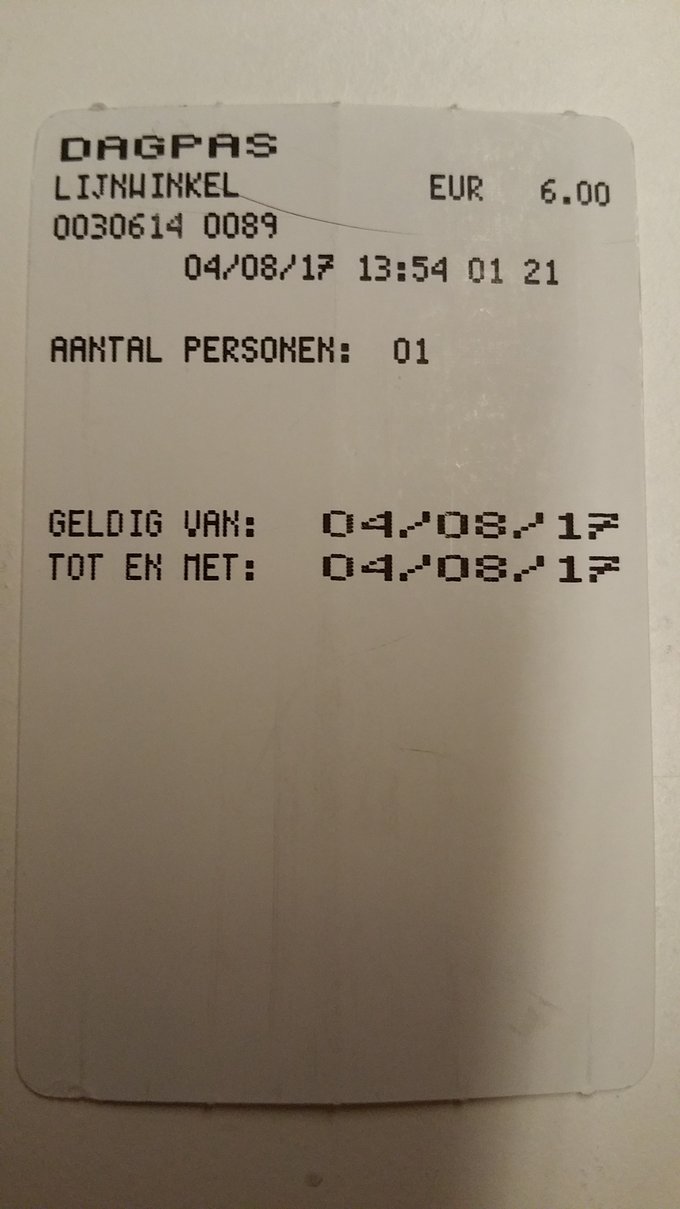 DAGPAS
LIJNWINKEL EUR 6.00
0030614 0089
04/08/17 13:54 01 21
AANTAL PERSONEN: 01
GELDIG VAN: 04/08/17
TOT EN MET: 04/08/17